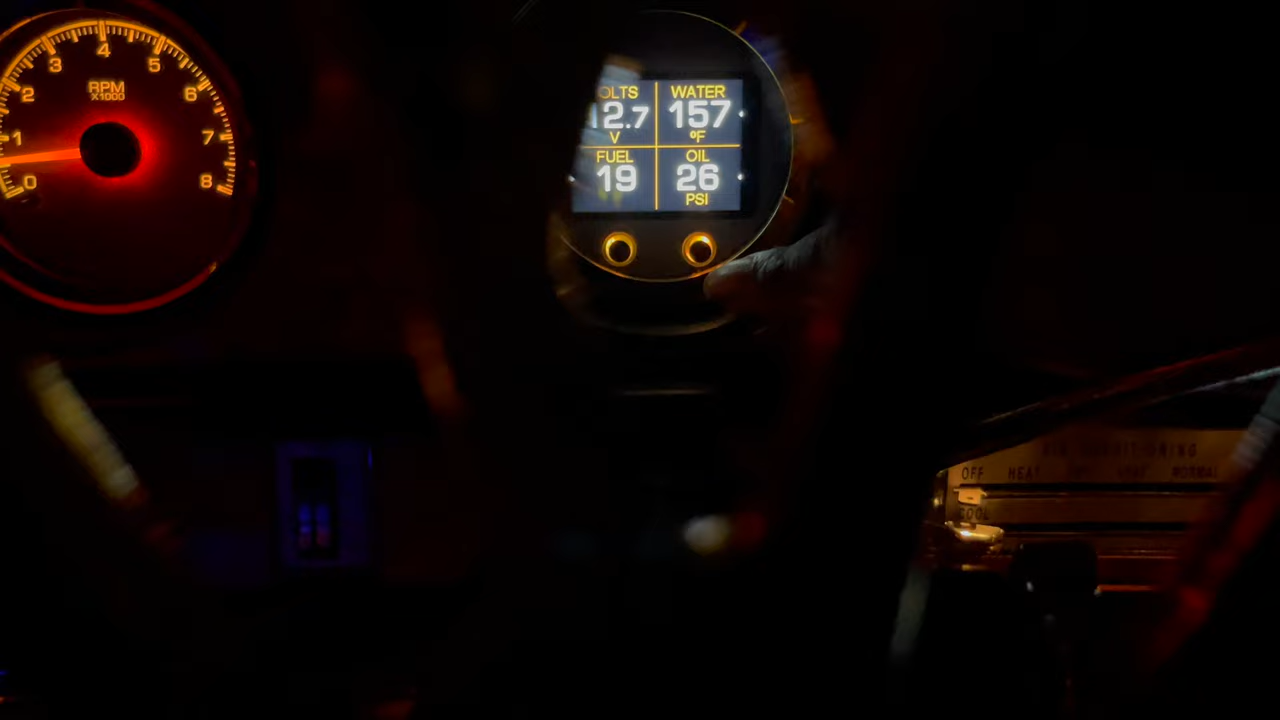 4
3 5
RPM
X1000
2 6
1 7
0 8
OLTS WATER
12.7 157
V ºF
FUEL OIL
19 26
PSI
OFF HEAT NORMAL
COOL